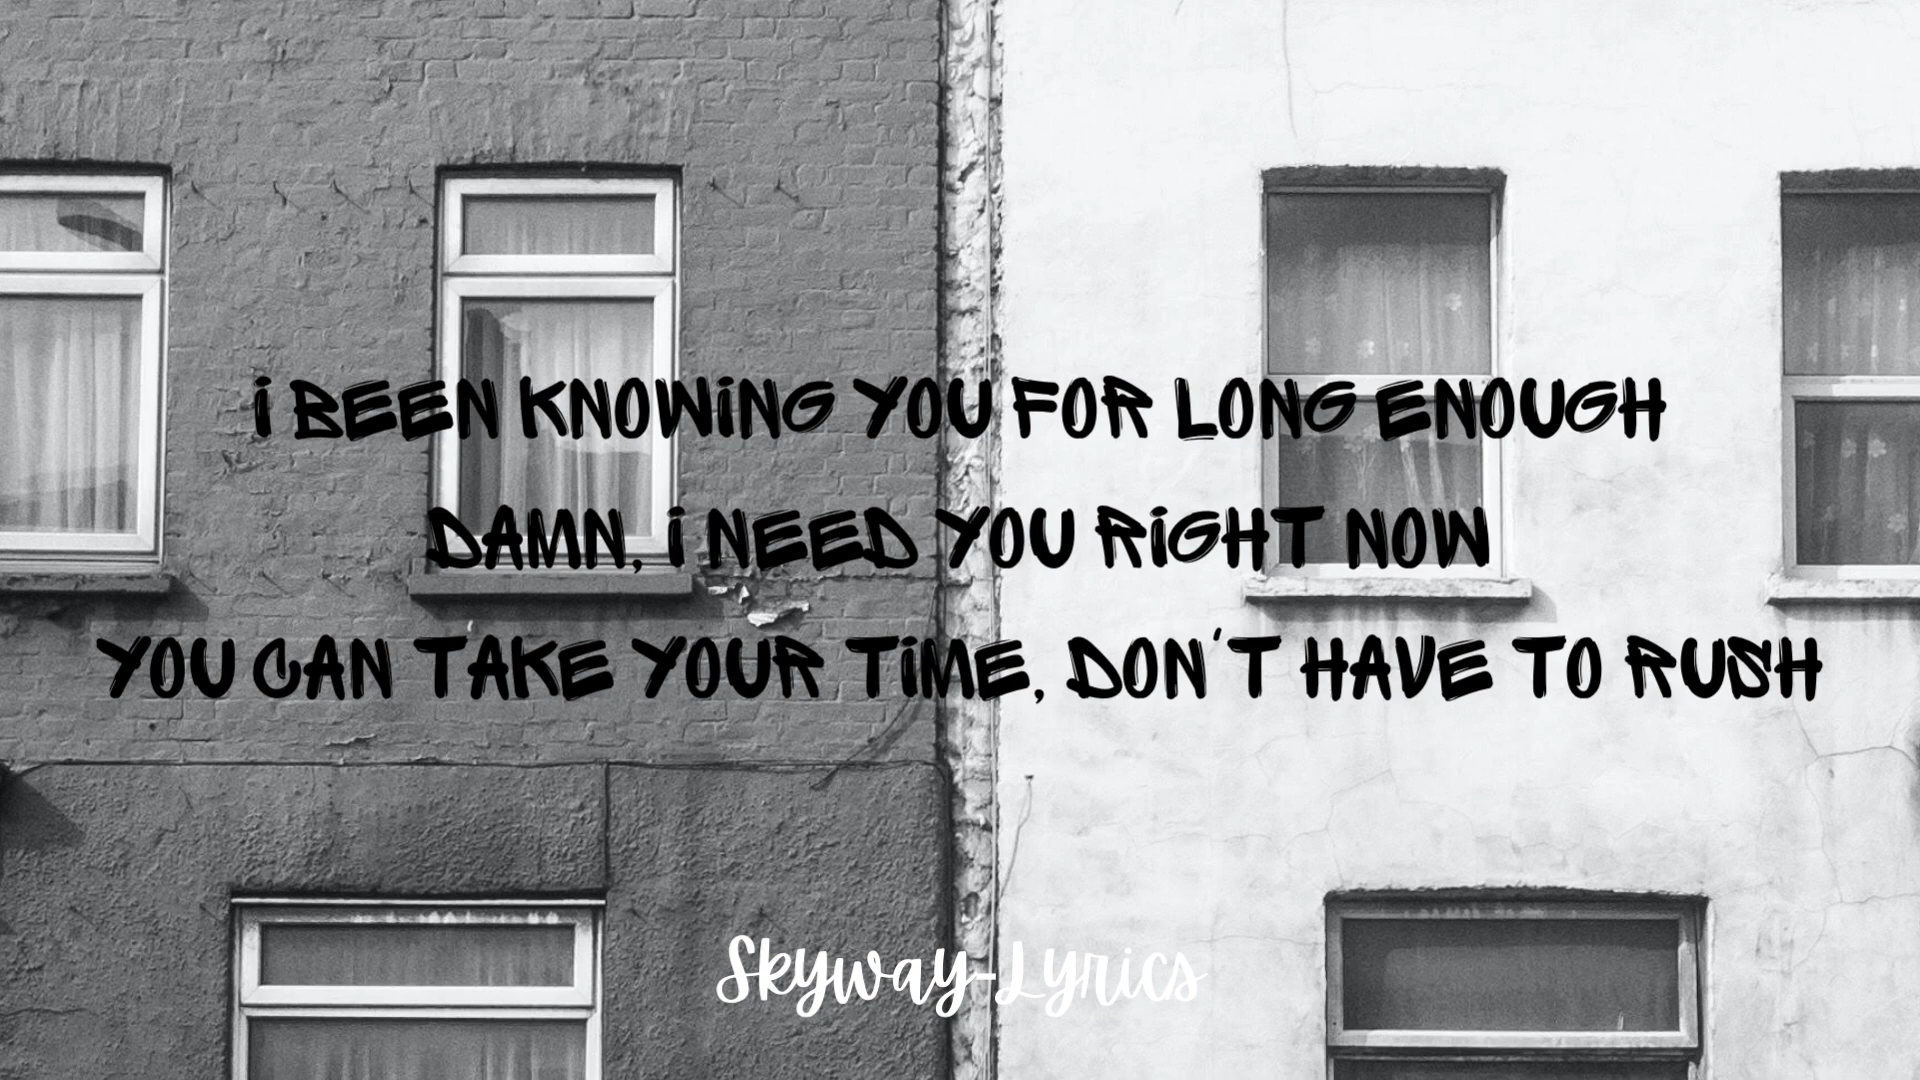 i BEEN KNOWiNG YOU FOR LONG ENOUGH
DAMN, i NEED YOU RiGHT NOW
YOU CAN TAKE YOUR TiME, DON'T HAVE TO RUSH
Skyway-Lyrics